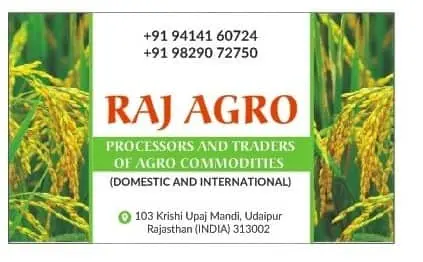 +91 94141 60724
+91 98290 72750
RAJ AGRO
PROCESSORS AND TRADERS
OF AGRO COMMODITIES
(DOMESTIC AND INTERNATIONAL)
103 Krishi Upaj Mandi, Udaipur
Rajasthan (INDIA) 313002